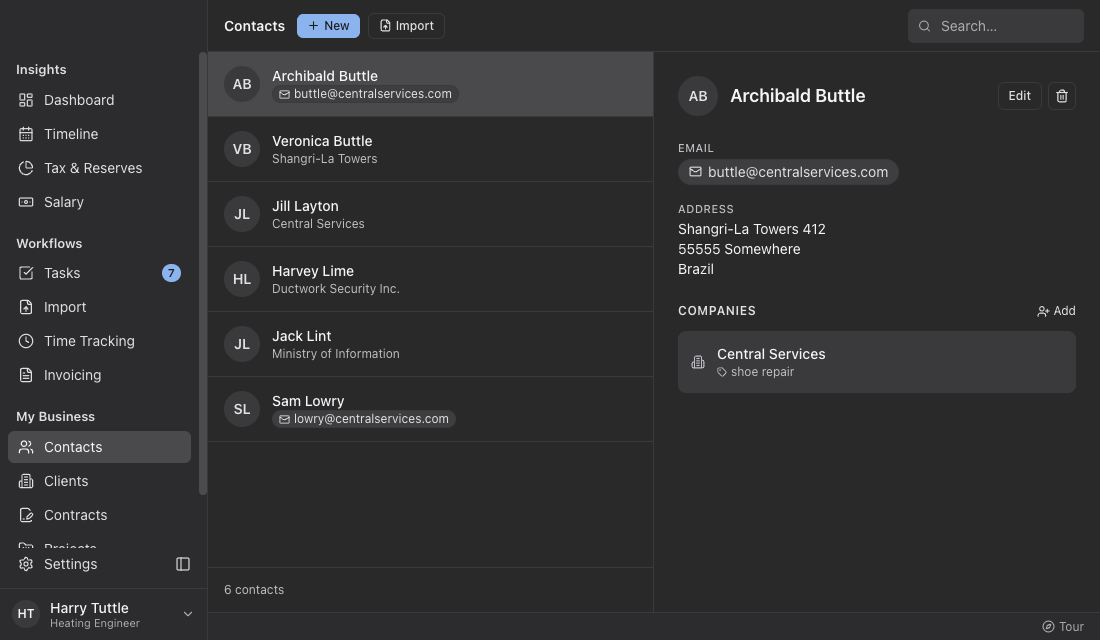 Insights
Dashboard
Timeline
Tax & Reserves
Salary
Workflows
Tasks 7
Import
Time Tracking
Invoicing
My Business
Contacts
Clients
Contracts
Projects
Settings
HT
Harry Tuttle
Heating Engineer
Contacts
New
Import
Search...
AB
Archibald Buttle
buttle@centralservices.com
VB
Veronica Buttle
Shangri-La Towers
JL
Jill Layton
Central Services
HL
Harvey Lime
Ductwork Security Inc.
JL
Jack Lint
Ministry of Information
SL
Sam Lowry
lowry@centralservices.com
6 contacts
AB
Archibald Buttle
Edit
EMAIL
buttle@centralservices.com
ADDRESS
Shangri-La Towers 412
55555 Somewhere
Brazil
COMPANIES
Add
Central Services
shoe repair
Tour